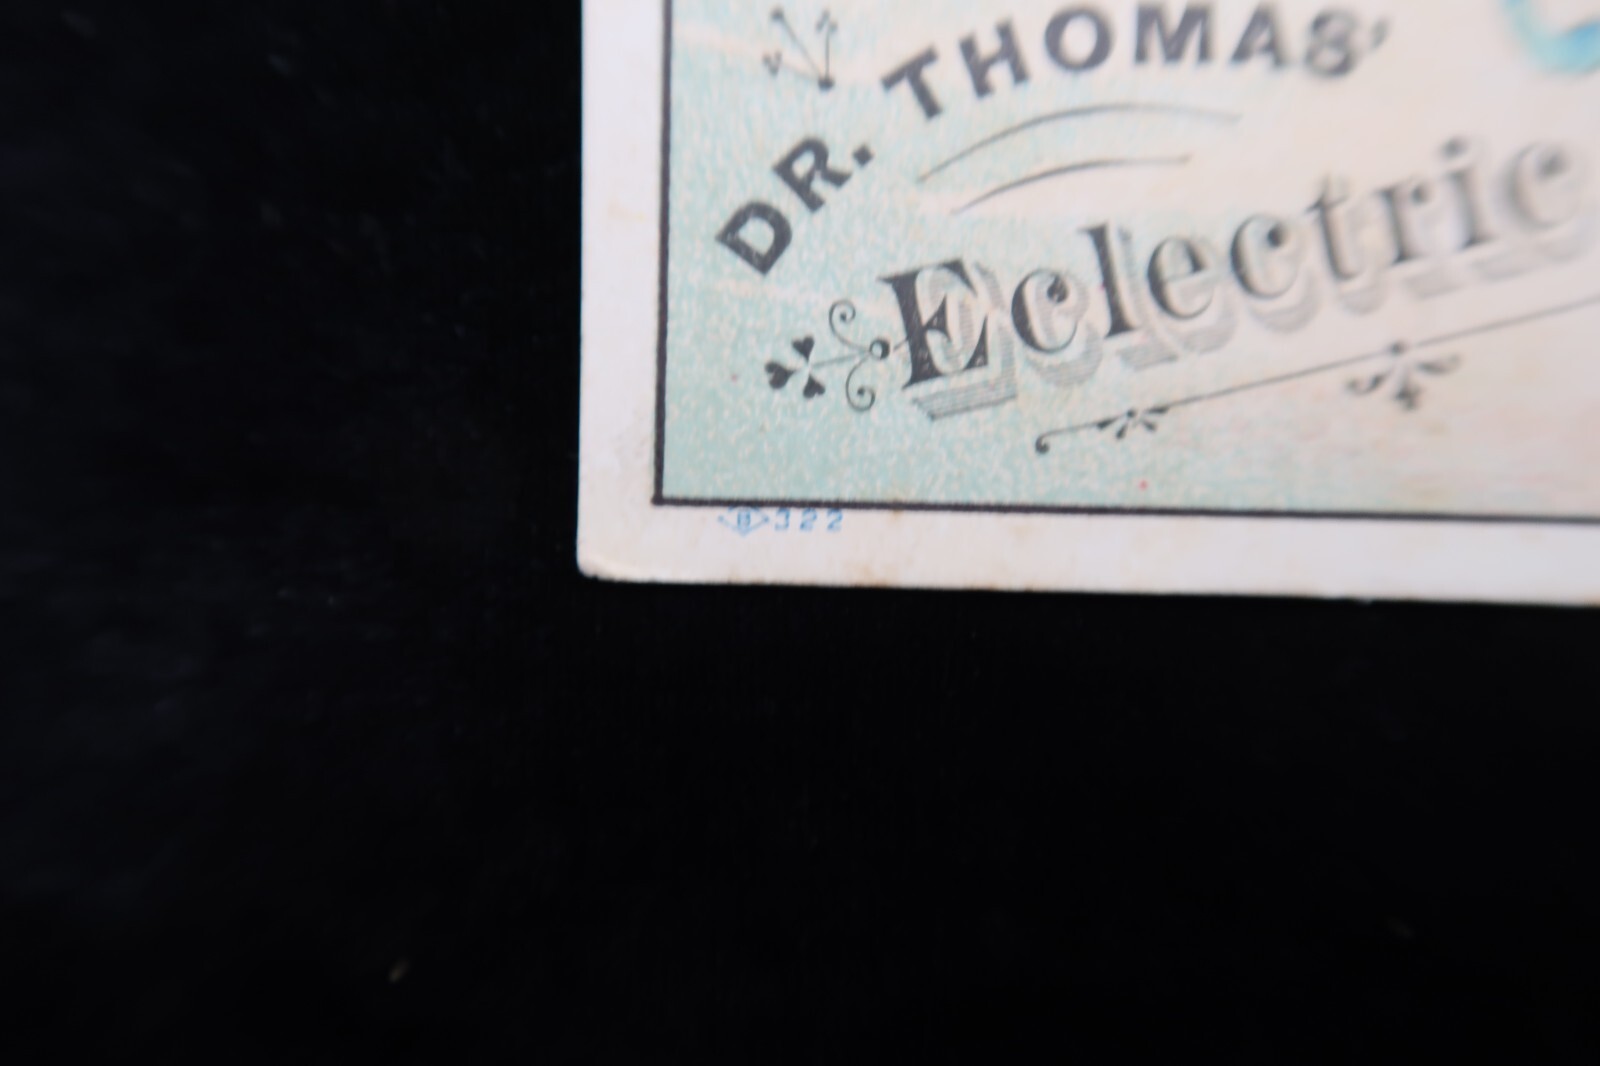 DR. THOMAS'
Eclectric
B 322